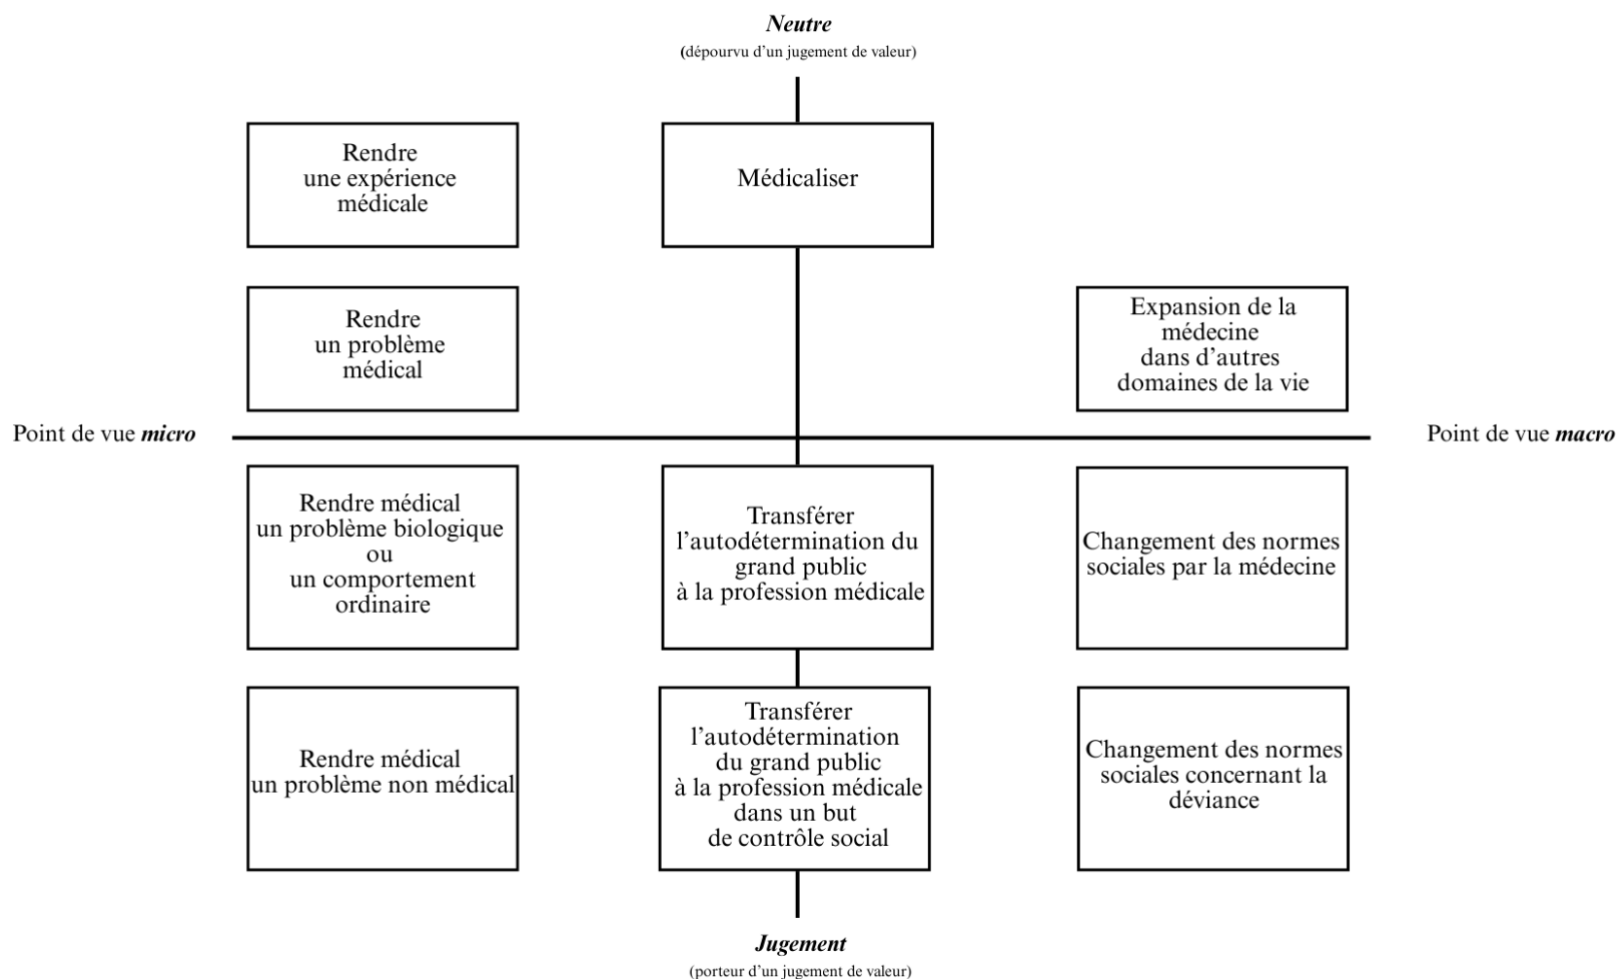 Neutre
(dépourvu d'un jugement de valeur)
Rendre
une expérience
médicale
Médicaliser
Rendre
un problème
médical
Expansion de la
médecine
dans d'autres
domaines de la vie
Point de vue micro
Point de vue macro
Rendre médical
un problème biologique
ou
un comportement
ordinaire
Transférer
l'autodétermination du
grand public
à la profession médicale
Changement des normes
sociales par la médecine
Rendre médical
un problème non médical
Transférer
l'autodétermination
du grand public
à la profession médicale
dans un but
de contrôle social
Changement des normes
sociales concernant la
déviance
Jugement
(porteur d'un jugement de valeur)